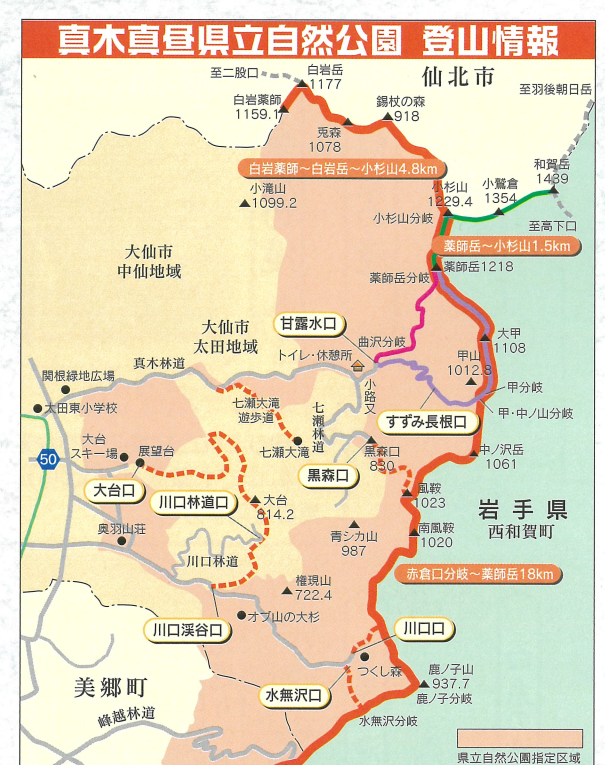 真木真昼県立自然公園 登山情報
至二股口
白岩岳
1177
仙北市
白岩薬師
1159.1
兎森
1078
錫杖の森
918
至羽後朝日岳
白岩薬師～白岩岳～小杉山4.8km
和賀岳
1439
小滝山
1099.2
小杉山
1229.4
小鷲倉
1354
小杉山分岐
至高下口
大仙市
中仙地域
薬師岳～小杉山1.5km
薬師岳分岐
薬師岳1218
大仙市
太田地域
甘露水口
曲沢分岐
大甲
1108
トイレ・休憩所
真木林道
甲山
1012.8
関根緑地広場
小路又
甲分岐
太田東小学校
七瀬大滝
遊歩道
七瀬林道
すずみ長根口
甲・中ノ山分岐
大台
スキー場
展望台
七瀬大滝
黒森口
830
中ノ沢岳
1061
50
黒森口
大台口
川口林道口
大台
814.2
風鞍
1023
岩手県
西和賀町
奥羽山荘
青シカ山
987
南風鞍
1020
川口林道
権現山
722.4
赤倉口分岐～薬師岳18km
オブ山の大杉
川口渓谷口
川口口
つくし森
鹿ノ子山
937.7
鹿ノ子分岐
美郷町
水無沢口
峰越林道
水無沢分岐
県立自然公園指定区域